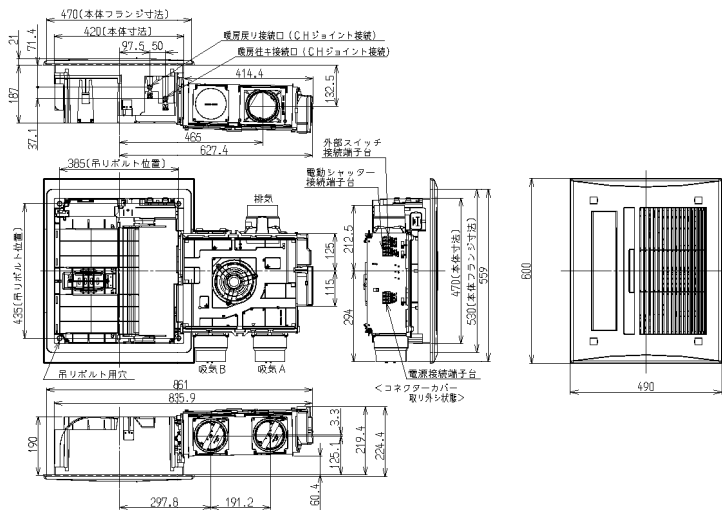 470(本体フランジ寸法)
420(本体寸法)
97.5 50
暖房戻り接続口(CHジョイント接続)
暖房往キ接続口(CHジョイント接続)
21
71.4
187
37.1
414.4
132.5
465
627.4
外部スイッチ
接続端子台
電動シャッター
接続端子台
385(吊リボルト位置)
435(吊リボルト位置)
排気
125
115
212.5
294
470(本体寸法)
530(本体フランジ寸法)
559
600
490
吊リボルト用穴
吸気B
吸気A
電源接続端子台
<コネクターカバー
取り外シ状態>
861
835.9
190
3.3
125.1
60.4
219.4
224.4
297.8
191.2